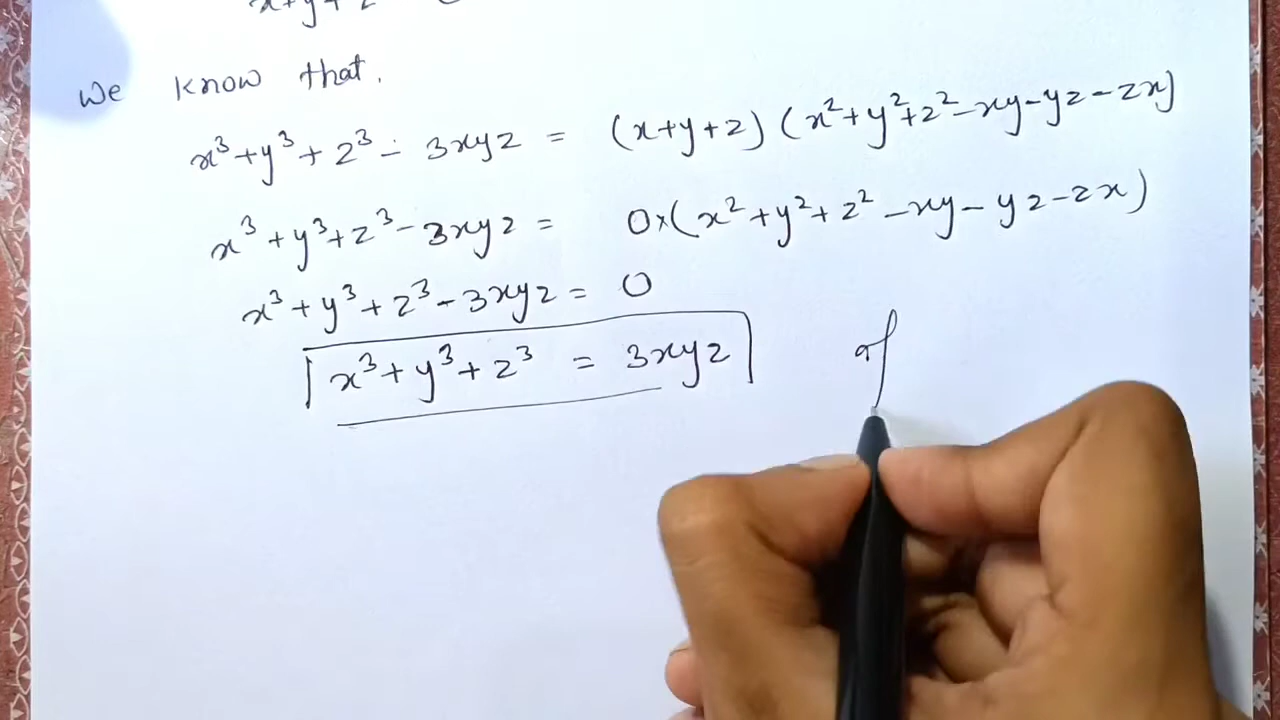 x+y+z
We know that,
x³+y³+z³-3xyz = (x+y+z)(x²+y²+z²-xy-yz-zx)
x³+y³+z³-3xyz = 0×(x²+y²+z²-xy-yz-zx)
x³+y³+z³-3xyz = 0
x³+y³+z³ = 3xyz